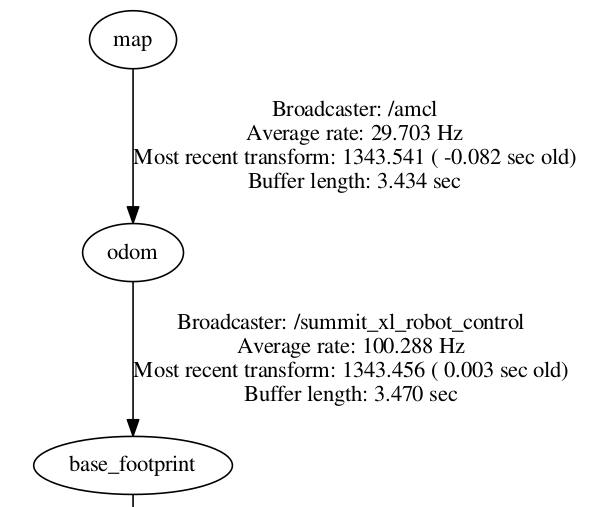 map
Broadcaster: /amcl
Average rate: 29.703 Hz
Most recent transform: 1343.541 ( -0.082 sec old)
Buffer length: 3.434 sec
odom
Broadcaster: /summit_xl_robot_control
Average rate: 100.288 Hz
Most recent transform: 1343.456 ( 0.003 sec old)
Buffer length: 3.470 sec
base_footprint